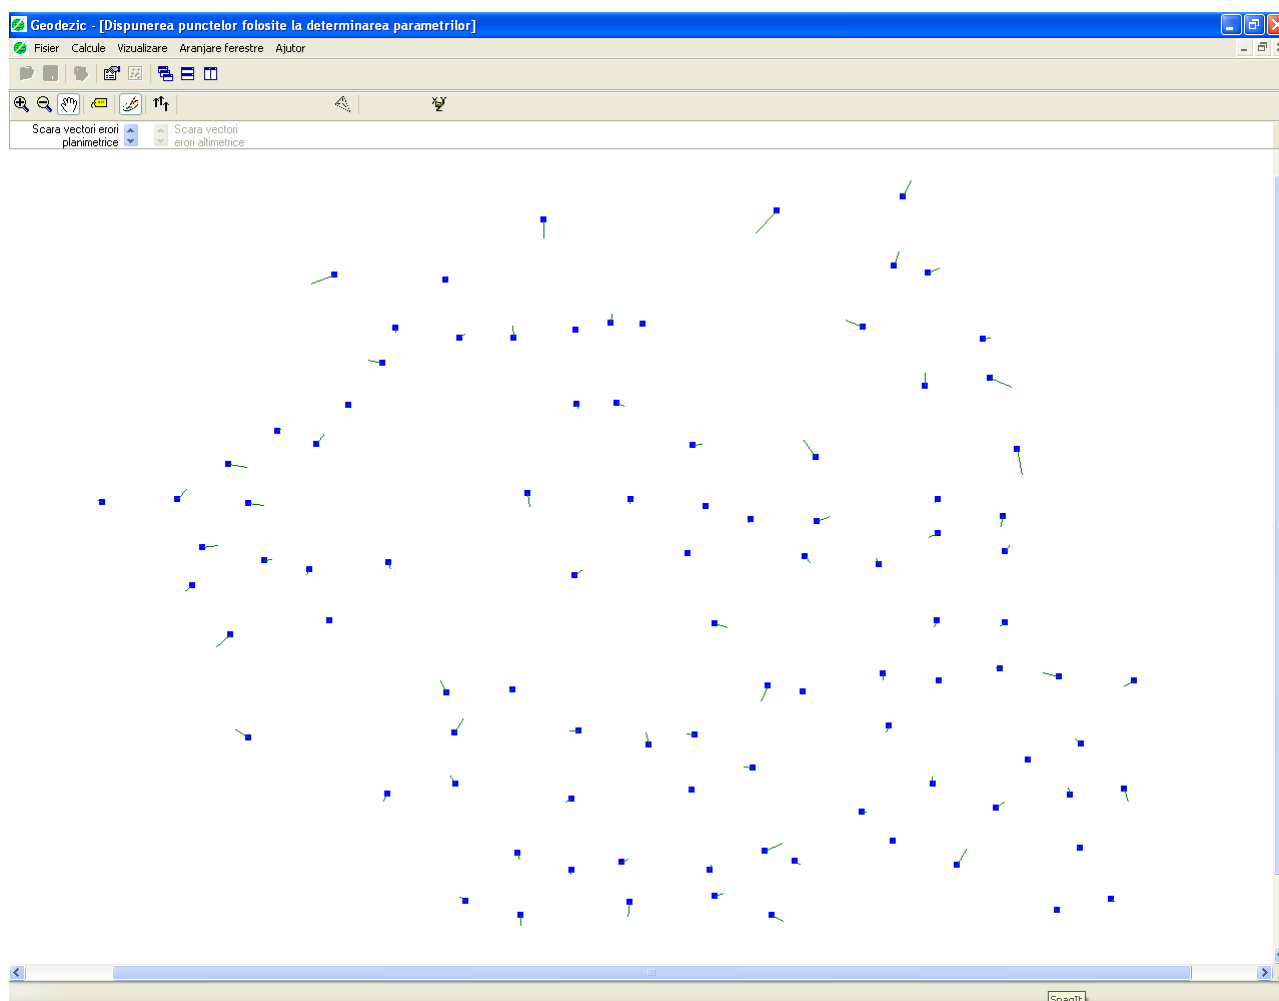 Geodezic - [Dispunerea punctelor folosite la determinarea parametrilor]
Fisier Calcule Vizualizare Aranjare ferestre Ajutor
Scara vectori erori
planimetrice
Scara vectori
erori altimetrice
SnagIt